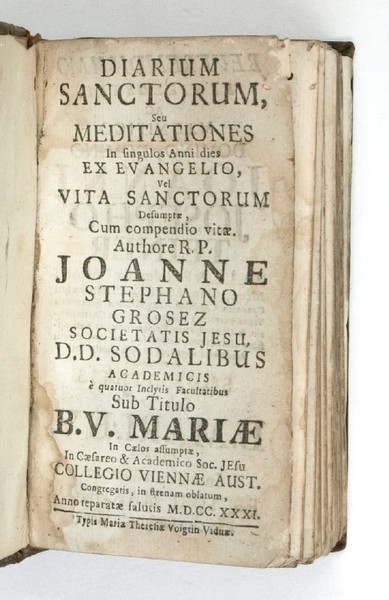 DIARIUM
SANCTORUM,
Seu
MEDITATIONES
In ſingulos Anni dies
EX EVANGELIO,
Vel
VITA SANCTORUM
Deſumptæ,
Cum compendio vitæ.
Authore R. P.
JOANNE
STEPHANO
GROSEZ
SOCIETATIS JESU,
D.D. SODALIBUS
ACADEMICIS
è quatuor Inclytis Facultatibus
Sub Titulo
B.V. MARIÆ
In Cœlos aſſumptæ,
In Cæſareo & Academico Soc. JEſu
COLLEGIO VIENNÆ AUST.
Congregatis, in ſtrenam oblatum,
Anno reparatæ ſalutis M.D.CC.XXXI.
Typis Mariæ Thereſiæ Voigtin Viduæ.